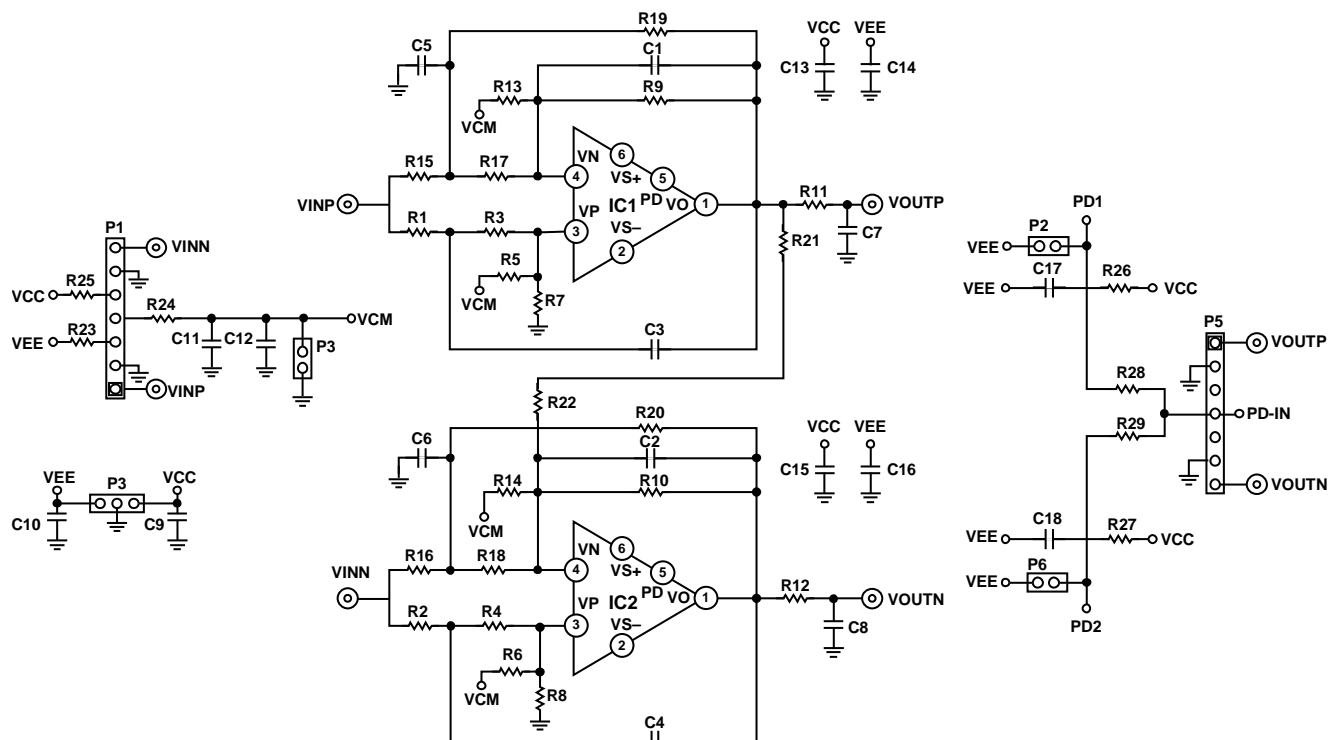 R19
C5
C1
VCC
VEE
C13
C14
R13
R9
VCM
R15
R17
VN
4
6
VS+
5
PD
VO
1
IC1
VP
3
VS–
2
VINP
R1
R3
R5
VCM
R7
R11
VOUTP
C7
R21
C3
P1
VINN
R25
VCC
R24
VCM
R23
VEE
C11
C12
P3
VINP
R22
R20
C6
C2
VCC
VEE
C15
C16
R14
R10
VCM
VEE
P3
VCC
C10
C9
R16
R18
VN
4
6
VS+
5
PD
VO
1
IC2
VP
3
VS–
2
VINN
R2
R4
R6
VCM
R8
R12
VOUTN
C8
C4
PD1
P2
VEE
C17
R26
VEE
VCC
P5
VOUTP
R28
PD-IN
R29
VOUTN
C18
R27
VEE
VCC
P6
VEE
PD2